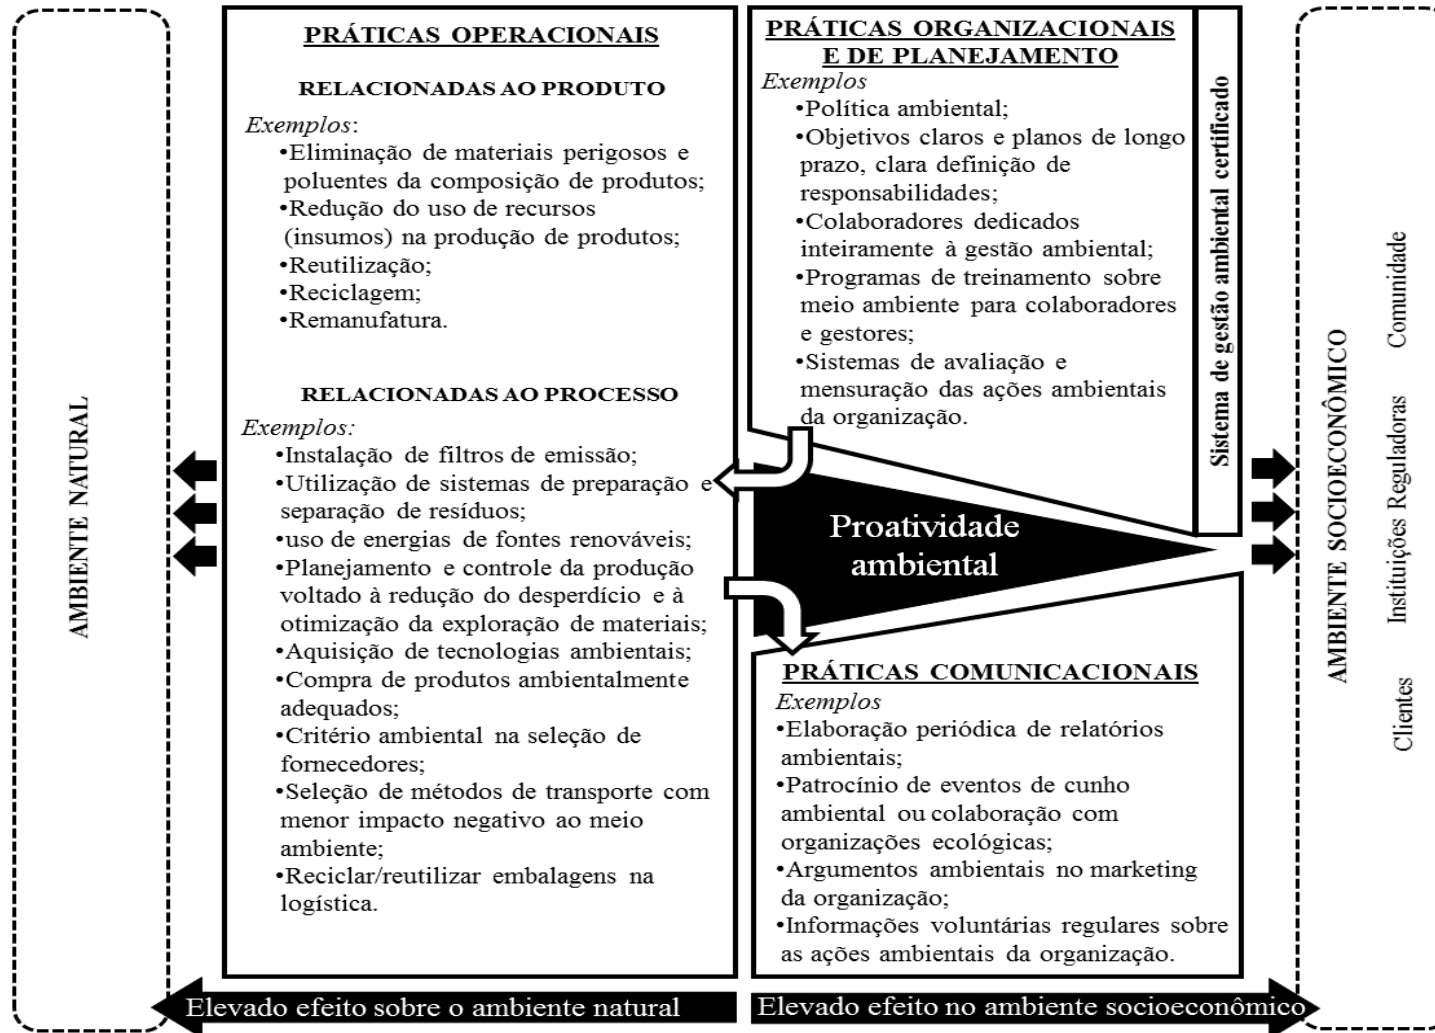 AMBIENTE NATURAL
PRÁTICAS OPERACIONAIS
RELACIONADAS AO PRODUTO
Exemplos:
•Eliminação de materiais perigosos e
poluentes da composição de produtos;
•Redução do uso de recursos
(insumos) na produção de produtos;
•Reutilização;
•Reciclagem;
•Remanufatura.
RELACIONADAS AO PROCESSO
Exemplos:
•Instalação de filtros de emissão;
•Utilização de sistemas de preparação e
separação de resíduos;
•uso de energias de fontes renováveis;
•Planejamento e controle da produção
voltado à redução do desperdício e à
otimização da exploração de materiais;
•Aquisição de tecnologias ambientais;
•Compra de produtos ambientalmente
adequados;
•Critério ambiental na seleção de
fornecedores;
•Seleção de métodos de transporte com
menor impacto negativo ao meio
ambiente;
•Reciclar/reutilizar embalagens na
logística.
PRÁTICAS ORGANIZACIONAIS
E DE PLANEJAMENTO
Exemplos
•Política ambiental;
•Objetivos claros e planos de longo
prazo, clara definição de
responsabilidades;
•Colaboradores dedicados
inteiramente à gestão ambiental;
•Programas de treinamento sobre
meio ambiente para colaboradores
e gestores;
•Sistemas de avaliação e
mensuração das ações ambientais
da organização.
Sistema de gestão ambiental certificado
Proatividade
ambiental
PRÁTICAS COMUNICACIONAIS
Exemplos
•Elaboração periódica de relatórios
ambientais;
•Patrocínio de eventos de cunho
ambiental ou colaboração com
organizações ecológicas;
•Argumentos ambientais no marketing
da organização;
•Informações voluntárias regulares sobre
as ações ambientais da organização.
AMBIENTE SOCIOECONÔMICO
Clientes Instituições Reguladoras Comunidade
Elevado efeito sobre o ambiente natural
Elevado efeito no ambiente socioeconômico